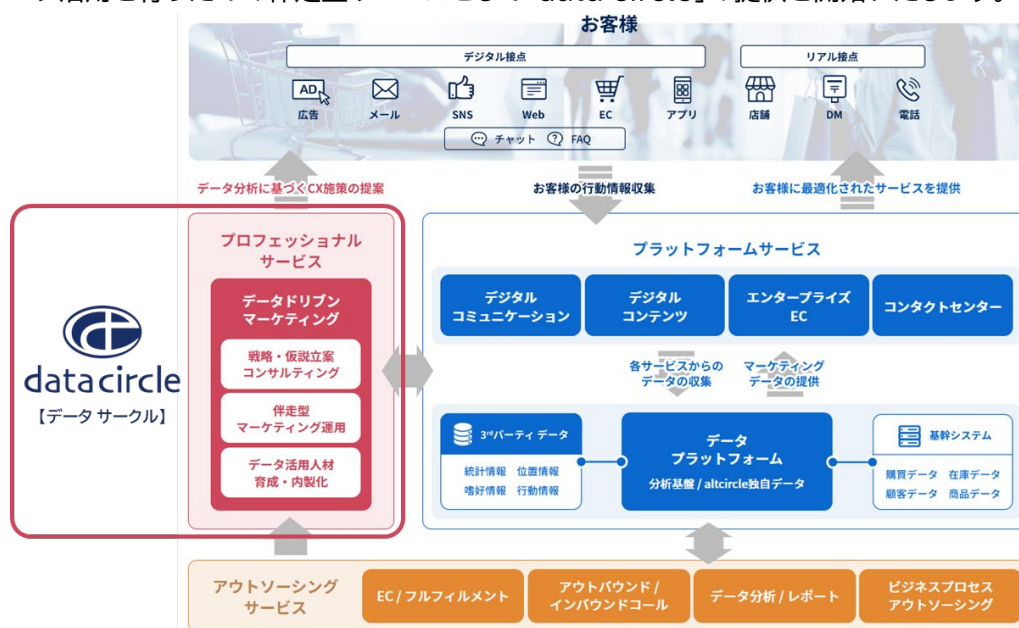 「data circle」の提供を開始いたします。
お客様
デジタル接点
リアル接点
AD
広告
メール
SNS
Web
EC
アプリ
店舗
DM
電話
チャット
FAQ
データ分析に基づくCX施策の提案
お客様の行動情報収集
お客様に最適化されたサービスを提供
プロフェッショナル
サービス
データドリブン
マーケティング
戦略・仮説立案
コンサルティング
伴走型
マーケティング運用
データ活用人材
育成・内製化
datacircle
【データ サークル】
プラットフォームサービス
デジタル
コミュニケーション
デジタル
コンテンツ
エンタープライズ
EC
コンタクトセンター
各サービスからの
データの収集
マーケティング
データの提供
3rdパーティ データ
統計情報 位置情報
嗜好情報 行動情報
データ
プラットフォーム
分析基盤 / altcircle独自データ
基幹システム
購買データ 在庫データ
顧客データ 商品データ
アウトソーシング
サービス
EC / フルフィルメント
アウトバウンド /
インバウンドコール
データ分析 / レポート
ビジネスプロセス
アウトソーシング